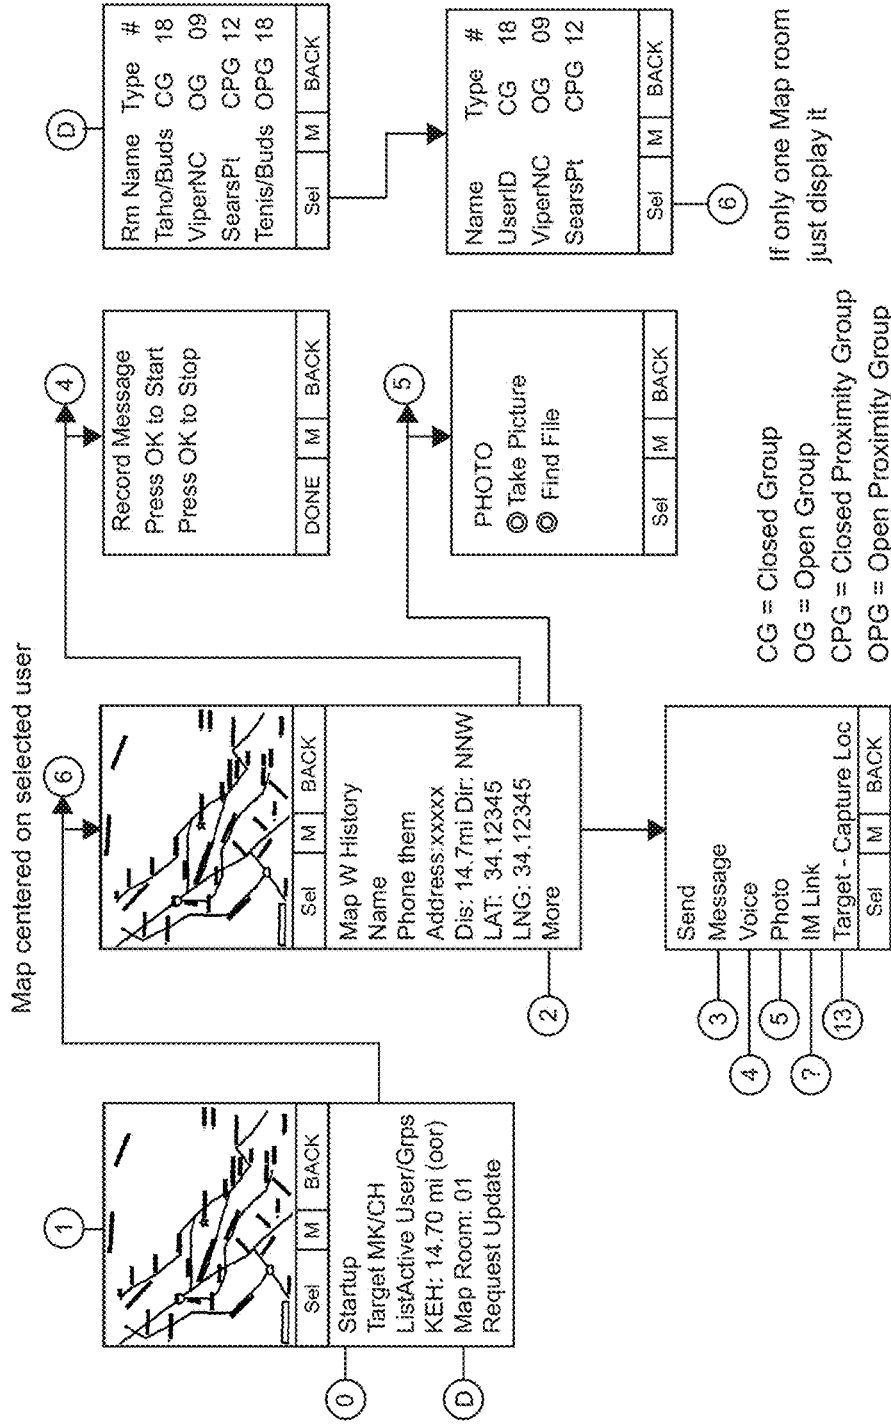 Map centered on selected user
1
Sel M BACK
Startup
Target MK/CH
ListActive User/Grps
KEH: 14.70 mi (oor)
Map Room: 01
Request Update
0
D
6
Sel M BACK
Map W History
Name
Phone them
Address:xxxxx
Dis: 14.7mi Dir: NNW
LAT: 34.12345
LNG: 34.12345
More
2
Send
Message
Voice
Photo
IM Link
Target - Capture Loc
Sel M BACK
3
4
5
?
13
4
Record Message
Press OK to Start
Press OK to Stop
DONE M BACK
5
PHOTO
Take Picture
Find File
Sel M BACK
CG = Closed Group
OG = Open Group
CPG = Closed Proximity Group
OPG = Open Proximity Group
D
Rm Name Type #
Taho/Buds CG 18
ViperNC OG 09
SearsPt CPG 12
Tenis/Buds OPG 18
Sel M BACK
Name Type #
UserID CG 18
ViperNC OG 09
SearsPt CPG 12
Sel M BACK
6
If only one Map room
just display it